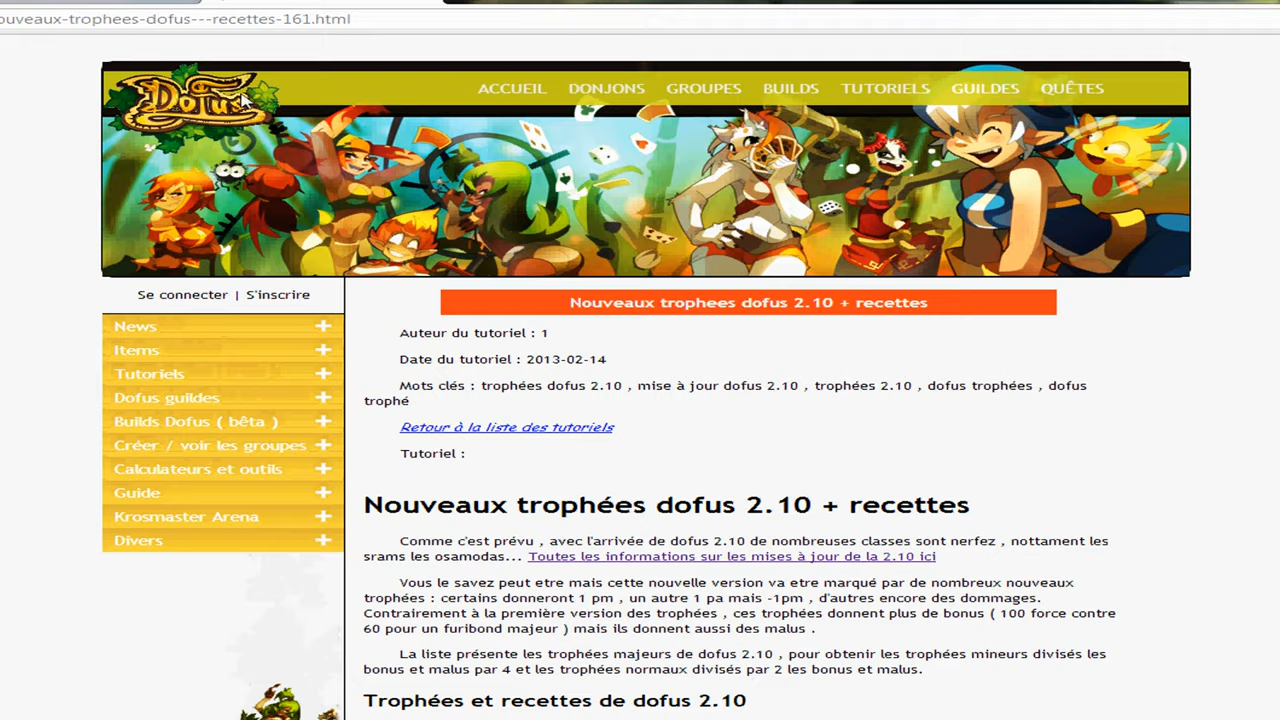 ouveaux-trophees-dofus---recettes-161.html
Dofus
ACCUEIL DONJONS GROUPES BUILDS TUTORIELS GUILDES QUÊTES
Se connecter | S'inscrire
News
Items
Tutoriels
Dofus guildes
Builds Dofus ( bêta )
Créer / voir les groupes
Calculateurs et outils
Guide
Krosmaster Arena
Divers
Nouveaux trophees dofus 2.10 + recettes
Auteur du tutoriel : 1
Date du tutoriel : 2013-02-14
Mots clés : trophées dofus 2.10 , mise à jour dofus 2.10 , trophées 2.10 , dofus trophées , dofus
trophé
Retour à la liste des tutoriels
Tutoriel :
Nouveaux trophées dofus 2.10 + recettes
Comme c'est prévu , avec l'arrivée de dofus 2.10 de nombreuses classes sont nerfez , nottament les
srams les osamodas... Toutes les informations sur les mises à jour de la 2.10 ici
Vous le savez peut etre mais cette nouvelle version va etre marqué par de nombreux nouveaux
trophées : certains donneront 1 pm , un autre 1 pa mais -1pm , d'autres encore des dommages.
Contrairement à la première version des trophées , ces trophées donnent plus de bonus ( 100 force contre
60 pour un furibond majeur ) mais ils donnent aussi des malus .
La liste présente les trophées majeurs de dofus 2.10 , pour obtenir les trophées mineurs divisés les
bonus et malus par 4 et les trophées normaux divisés par 2 les bonus et malus.
Trophées et recettes de dofus 2.10